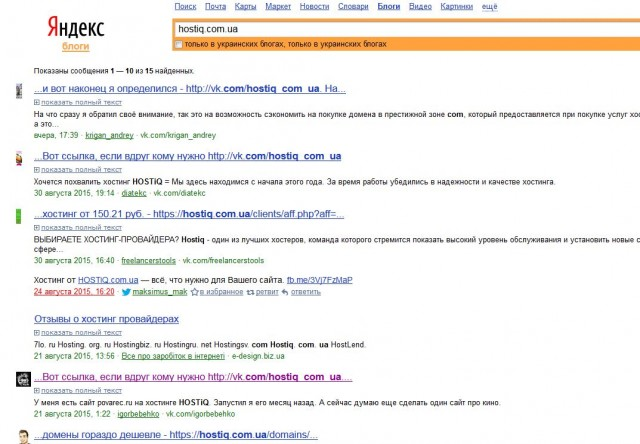 Поиск Почта Карты Маркет Новости Словари Блоги Видео Картинки ещё
Яндекс
блоги
hostiq.com.ua
только в украинских блогах, только в украинских блогах
Показаны сообщения 1 — 10 из 15 найденных.
...и вот наконец я определился - http://vk.com/hostiq_com_ua. На...
показать полный текст
На что сразу я обратил своё внимание, так это на возможность сэкономить на покупке домена в престижной зоне com, который предоставляется при покупке услуг хос
а это...
вчера, 17:39 · krigan_andrey · vk.com/krigan_andrey
...Вот ссылка, если вдруг кому нужно http://vk.com/hostiq_com_ua
показать полный текст
Хочется похвалить хостинг HOSTiQ = Мы здесь находимся с начала этого года. За время работы убедились в надежности и качестве хостинга.
30 августа 2015, 19:14 · diatekc · vk.com/diatekc
...хостинг от 150.21 руб. - https://hostiq.com.ua/clients/aff.php?aff=...
показать полный текст
ВЫБИРАЕТЕ ХОСТИНГ-ПРОВАЙДЕРА? Hostiq - один из лучших хостеров, команда которого стремится показать высокий уровень обслуживания и установить новые с
сфере...
30 августа 2015, 16:40 · freelancerstools · vk.com/freelancerstools
Хостинг от HOSTiQ.com.ua — всё, что нужно для Вашего сайта. fb.me/3Vj7FzMaP
24 августа 2015, 16:20 · maksimus_mak в избранное ретвит ответить
Отзывы о хостинг провайдерах
показать полный текст
7lo. ru Hosting. org. ru Hostingbiz. ru Hostingru. net Hostingsv. com Hostiq. com. ua HostLend.
21 августа 2015, 13:56 · Все про заробіток в інтернеті · e-design.biz.ua
...Вот ссылка, если вдруг кому нужно http://vk.com/hostiq_com_ua....
показать полный текст
У меня есть сайт povarec.ru на хостинге HOSTiQ. Запустил я его месяц назад. А сейчас думаю еще сделать один сайт про кино.
21 августа 2015, 1:22 · igorbebehko · vk.com/igorbebehko
...домены гораздо дешевле - https://hostiq.com.ua/domains/...